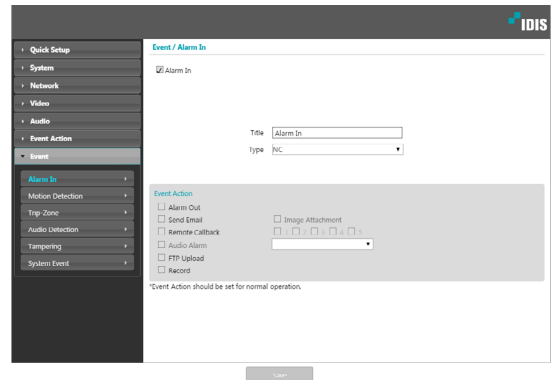 IDIS
Quick Setup
System
Network
Video
Audio
Event Action
Event
Alarm In
Motion Detection
Trip-Zone
Audio Detection
Tampering
System Event
Event / Alarm In
Alarm In
Title Alarm In
Type NC
Event Action
Alarm Out
Send Email Image Attachment
Remote Callback 1 2 3 4 5
Audio Alarm
FTP Upload
Record
*Event Action should be set for normal operation.
Save